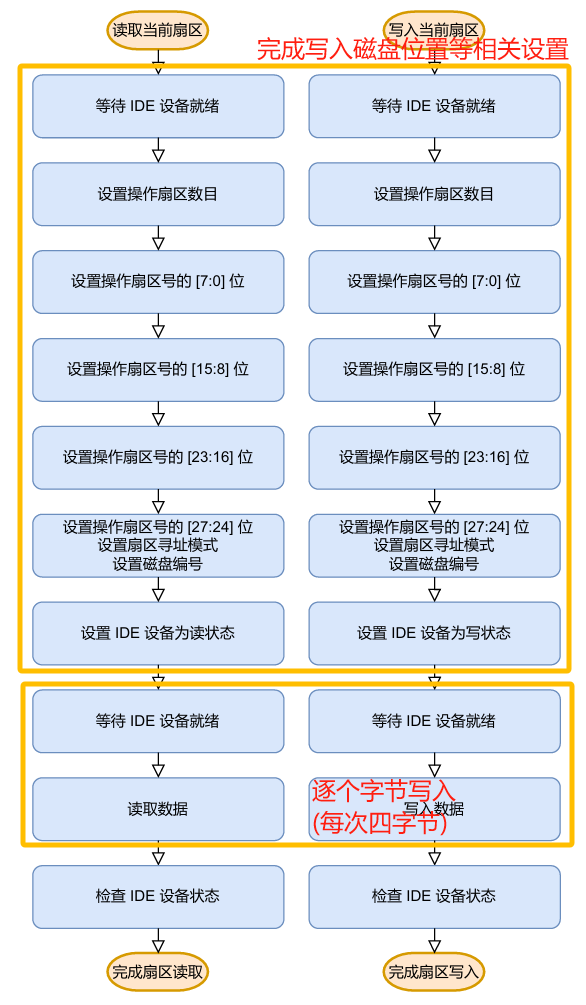 读取当前扇区
写入当前扇区
完成写入磁盘位置等相关设置
等待 IDE 设备就绪
等待 IDE 设备就绪
设置操作扇区数目
设置操作扇区数目
设置操作扇区号的 [7:0] 位
设置操作扇区号的 [7:0] 位
设置操作扇区号的 [15:8] 位
设置操作扇区号的 [15:8] 位
设置操作扇区号的 [23:16] 位
设置操作扇区号的 [23:16] 位
设置操作扇区号的 [27:24] 位
设置扇区寻址模式
设置磁盘编号
设置操作扇区号的 [27:24] 位
设置扇区寻址模式
设置磁盘编号
设置 IDE 设备为读状态
设置 IDE 设备为写状态
等待 IDE 设备就绪
等待 IDE 设备就绪
读取数据
逐个字节写入
(每次四字节)
写入数据
检查 IDE 设备状态
检查 IDE 设备状态
完成扇区读取
完成扇区写入